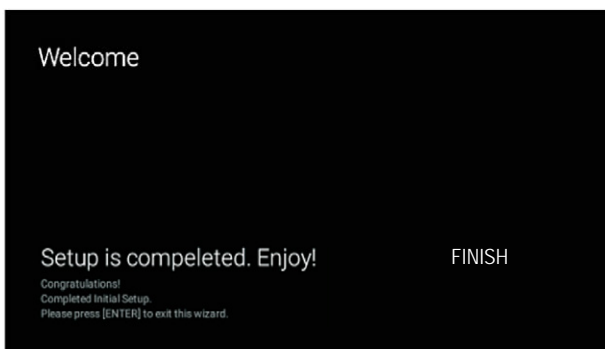 Welcome
Setup is compeleted. Enjoy!
FINISH
Congratulations!
Completed Initial Setup.
Please press [ENTER] to exit this wizard.